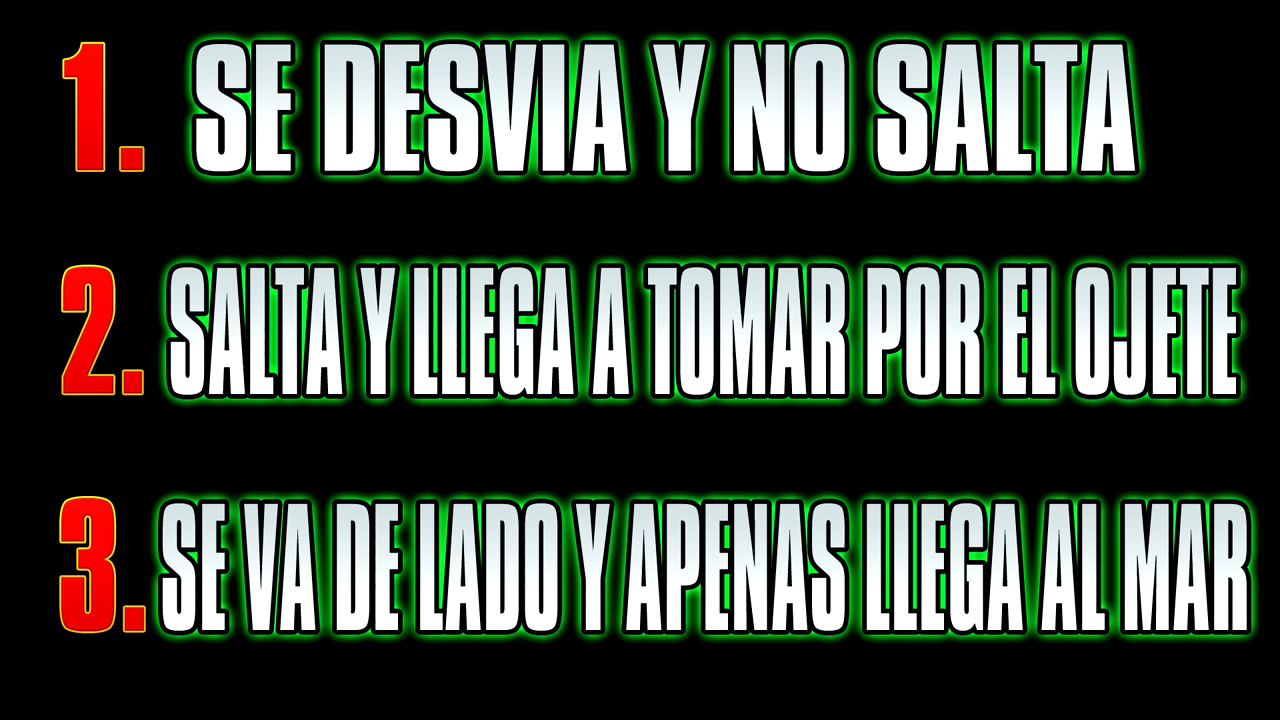 1. SE DESVIA Y NO SALTA
2. SALTA Y LLEGA A TOMAR POR EL OJETE
3. SE VA DE LADO Y APENAS LLEGA AL MAR